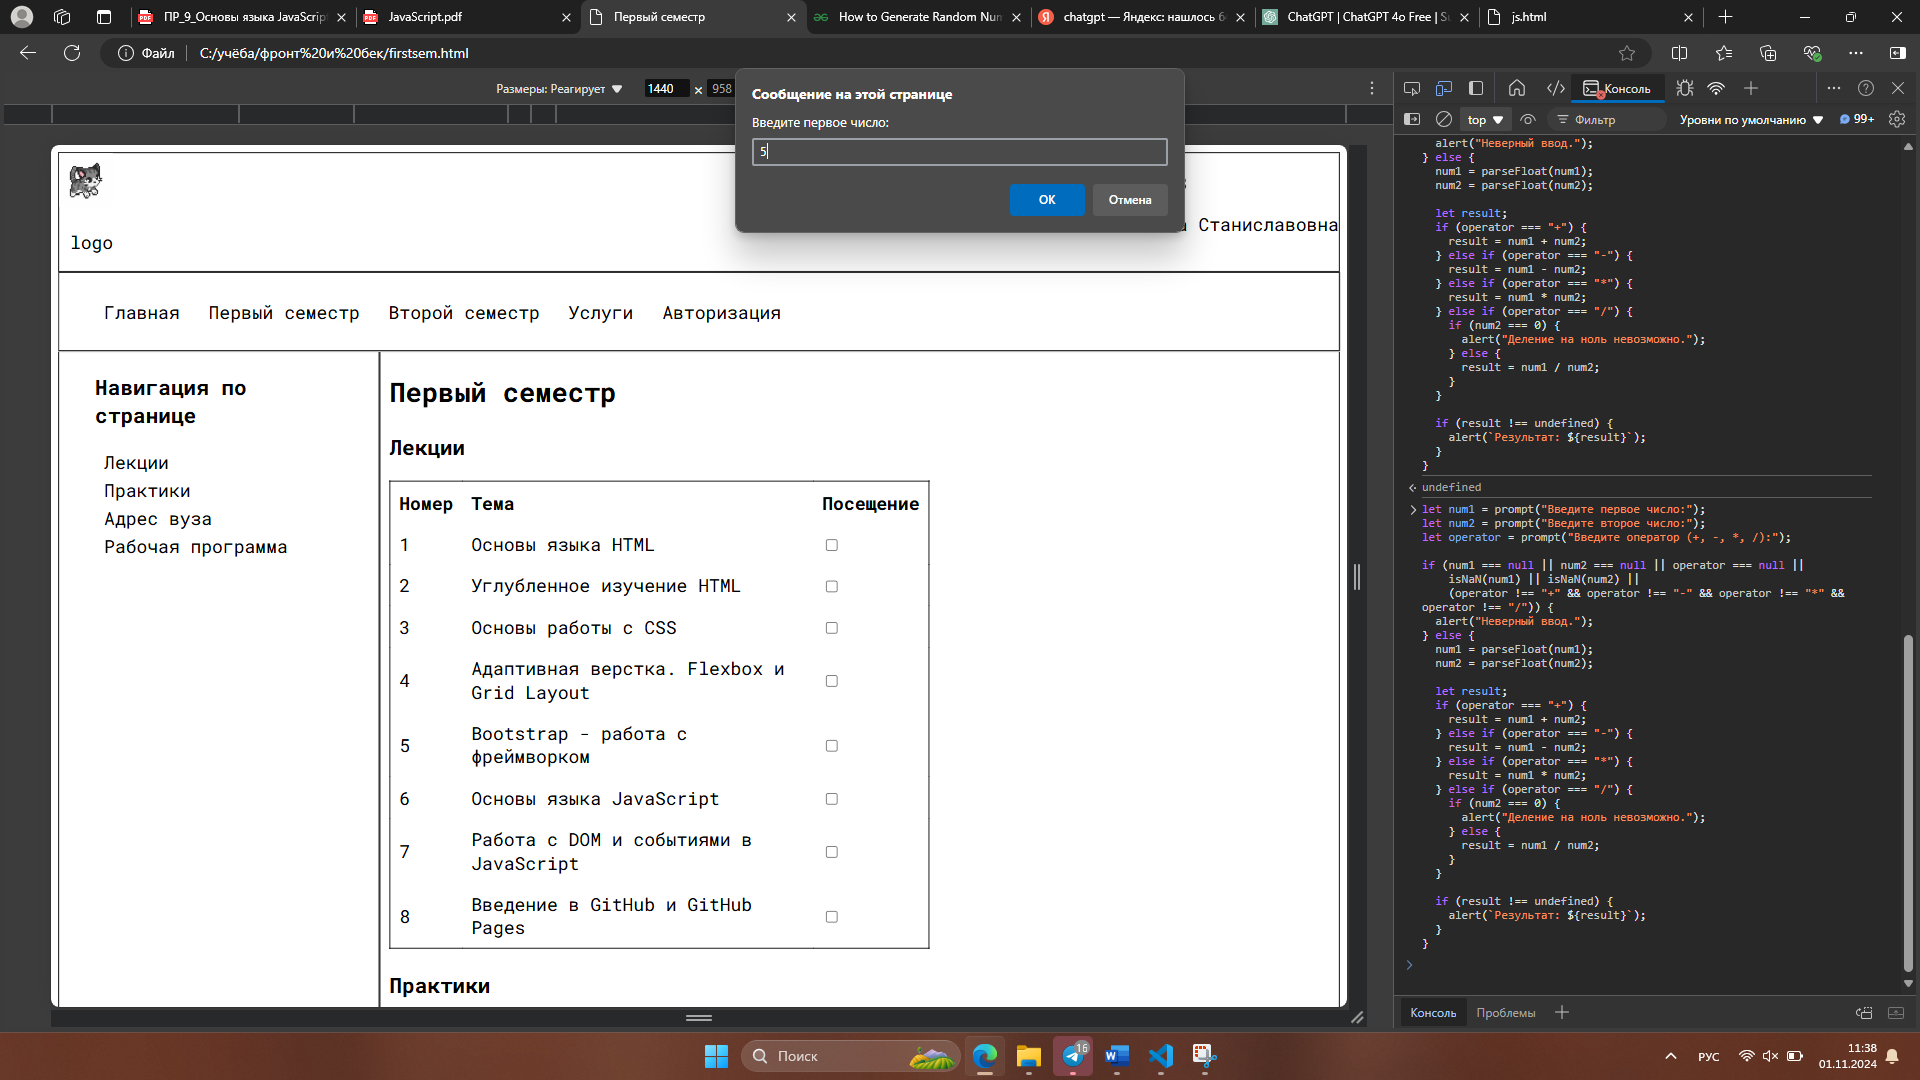 ПР_9_Основы языка JavaScrip
JavaScript.pdf
Первый семестр
How to Generate Random Num
chatgpt — Яндекс: нашлось 6
ChatGPT | ChatGPT 4o Free | S
js.html
Файл
C:/учёба/фронт%20и%20бек/firstsem.html
Размеры: Реагирует
1440
×
958
Сообщение на этой странице
Введите первое число:
5
ОК
Отмена
logo
Станиславовна
Главная
Первый семестр
Второй семестр
Услуги
Авторизация
Навигация по
странице
Лекции
Практики
Адрес вуза
Рабочая программа
Первый семестр
Лекции
Номер Тема Посещение
1 Основы языка HTML
2 Углубленное изучение HTML
3 Основы работы с CSS
4 Адаптивная верстка. Flexbox и
Grid Layout
5 Bootstrap - работа с
фреймворком
6 Основы языка JavaScript
7 Работа с DOM и событиями в
JavaScript
8 Введение в GitHub и GitHub
Pages
Практики
Консоль
top
Фильтр
Уровни по умолчанию
99+
alert("Неверный ввод.");
} else {
num1 = parseFloat(num1);
num2 = parseFloat(num2);
let result;
if (operator === "+") {
result = num1 + num2;
} else if (operator === "-") {
result = num1 - num2;
} else if (operator === "*") {
result = num1 * num2;
} else if (operator === "/") {
if (num2 === 0) {
alert("Деление на ноль невозможно.");
} else {
result = num1 / num2;
}
}
if (result !== undefined) {
alert(`Результат: ${result}`);
}
}
undefined
let num1 = prompt("Введите первое число:");
let num2 = prompt("Введите второе число:");
let operator = prompt("Введите оператор (+, -, *, /):");
if (num1 === null || num2 === null || operator === null ||
isNaN(num1) || isNaN(num2) ||
(operator !== "+" && operator !== "-" && operator !== "*" &&
operator !== "/")) {
alert("Неверный ввод.");
} else {
num1 = parseFloat(num1);
num2 = parseFloat(num2);
let result;
if (operator === "+") {
result = num1 + num2;
} else if (operator === "-") {
result = num1 - num2;
} else if (operator === "*") {
result = num1 * num2;
} else if (operator === "/") {
if (num2 === 0) {
alert("Деление на ноль невозможно.");
} else {
result = num1 / num2;
}
}
if (result !== undefined) {
alert(`Результат: ${result}`);
}
}
Консоль
Проблемы
Поиск
16
РУС
11:38
01.11.2024